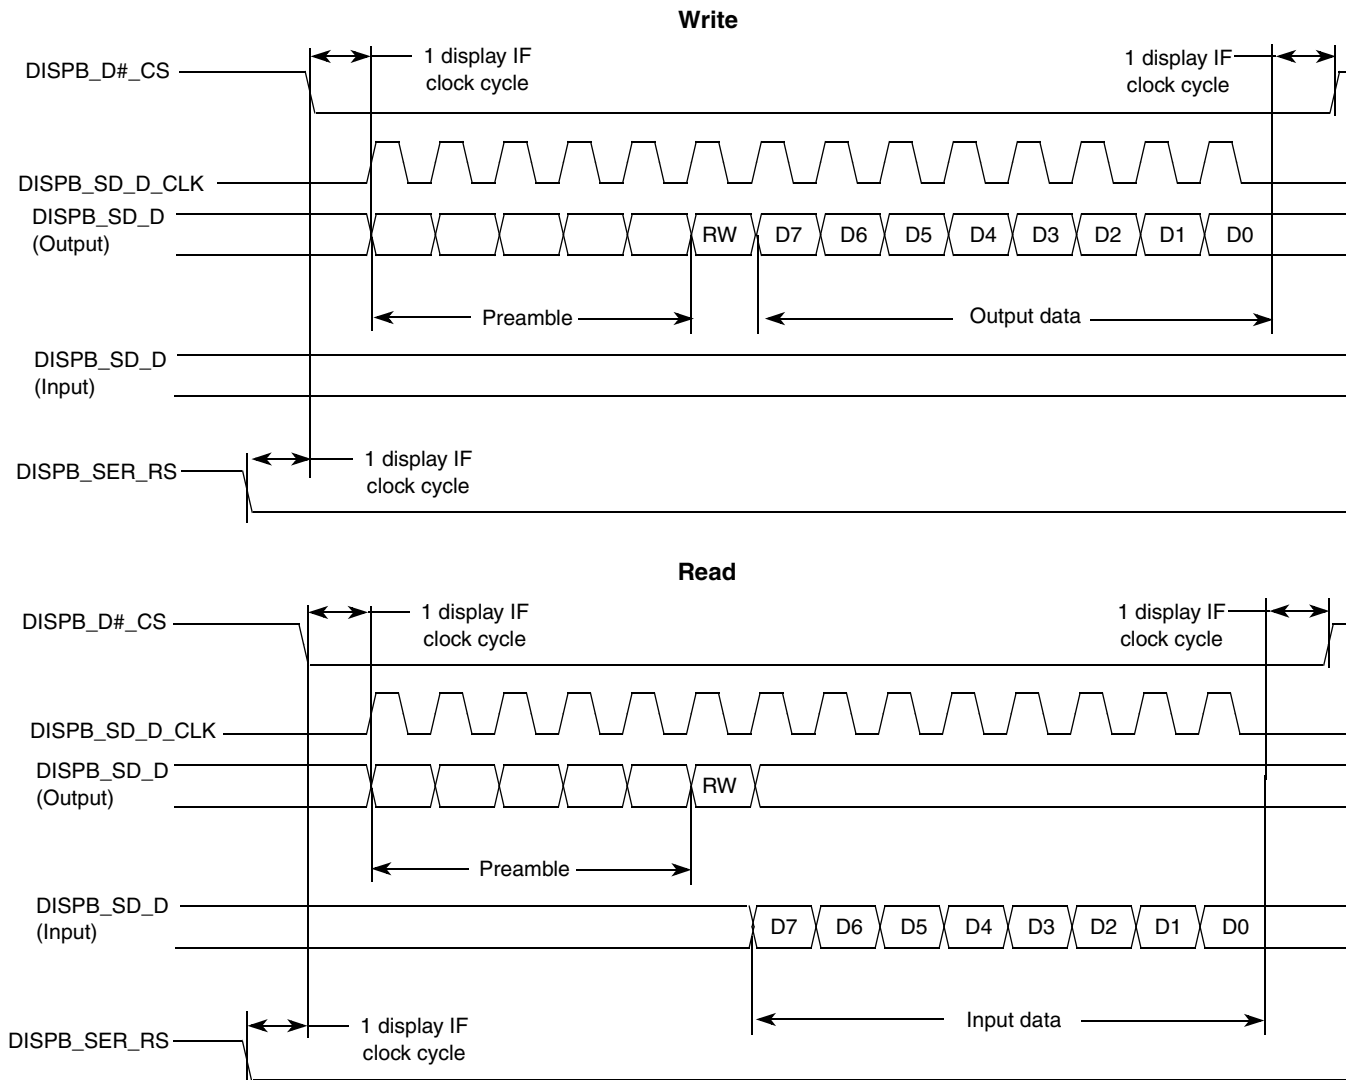 Write
DISPB_D#_CS
1 display IF
clock cycle
1 display IF
clock cycle
DISPB_SD_D_CLK
DISPB_SD_D
(Output)
RW D7 D6 D5 D4 D3 D2 D1 D0
Preamble
Output data
DISPB_SD_D
(Input)
DISPB_SER_RS
1 display IF
clock cycle
Read
DISPB_D#_CS
1 display IF
clock cycle
1 display IF
clock cycle
DISPB_SD_D_CLK
DISPB_SD_D
(Output)
RW
Preamble
DISPB_SD_D
(Input)
D7 D6 D5 D4 D3 D2 D1 D0
Input data
DISPB_SER_RS
1 display IF
clock cycle